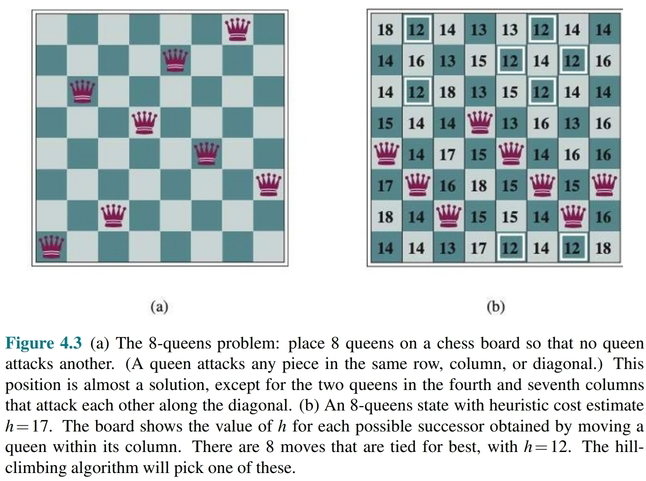 18 12 14 13 13 12 14 14
14 16 13 15 12 14 12 16
14 12 18 13 15 12 14 14
15 14 14 13 16 13 16
14 17 15 14 16 16
17 16 18 15 15
18 14 15 15 14 16
14 14 13 17 12 14 12 18
(a) (b)
Figure 4.3 (a) The 8-queens problem: place 8 queens on a chess board so that no queen
attacks another. (A queen attacks any piece in the same row, column, or diagonal.) This
position is almost a solution, except for the two queens in the fourth and seventh columns
that attack each other along the diagonal. (b) An 8-queens state with heuristic cost estimate
h=17. The board shows the value of h for each possible successor obtained by moving a
queen within its column. There are 8 moves that are tied for best, with h=12. The hill-
climbing algorithm will pick one of these.